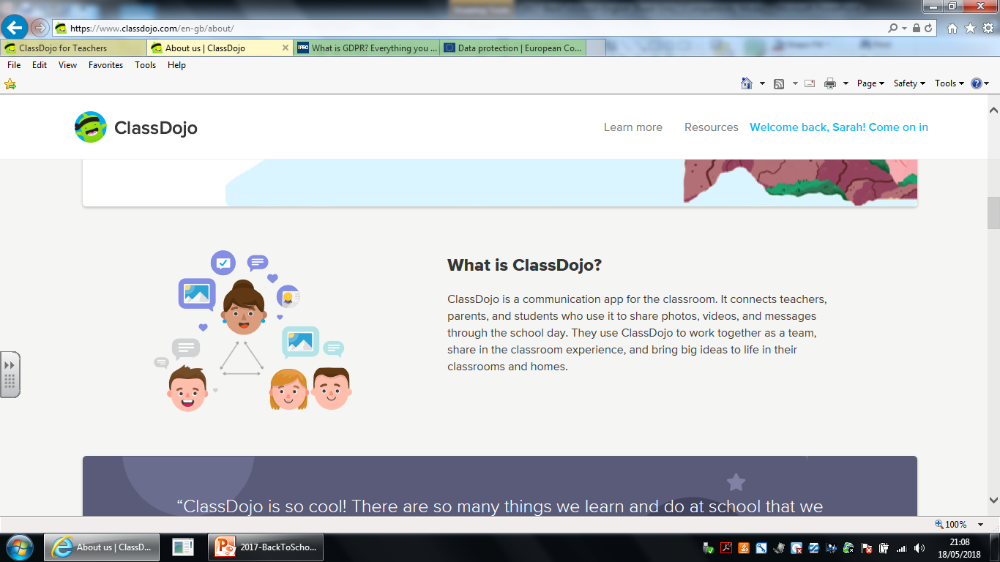 https://www.classdojo.com/en-gb/about/
ClassDojo for Teachers
About us | ClassDojo
What is GDPR? Everything you ...
Data protection | European Co...
File Edit View Favorites Tools Help
Page Safety Tools
ClassDojo
Learn more Resources Welcome back, Sarah! Come on in
What is ClassDojo?
ClassDojo is a communication app for the classroom. It connects teachers,
parents, and students who use it to share photos, videos, and messages
through the school day. They use ClassDojo to work together as a team,
share in the classroom experience, and bring big ideas to life in their
classrooms and homes.
“ClassDojo is so cool! There are so many things we learn and do at school that we
100%
About us | ClassD...
2017-BackToScho...
21:08
18/05/2018